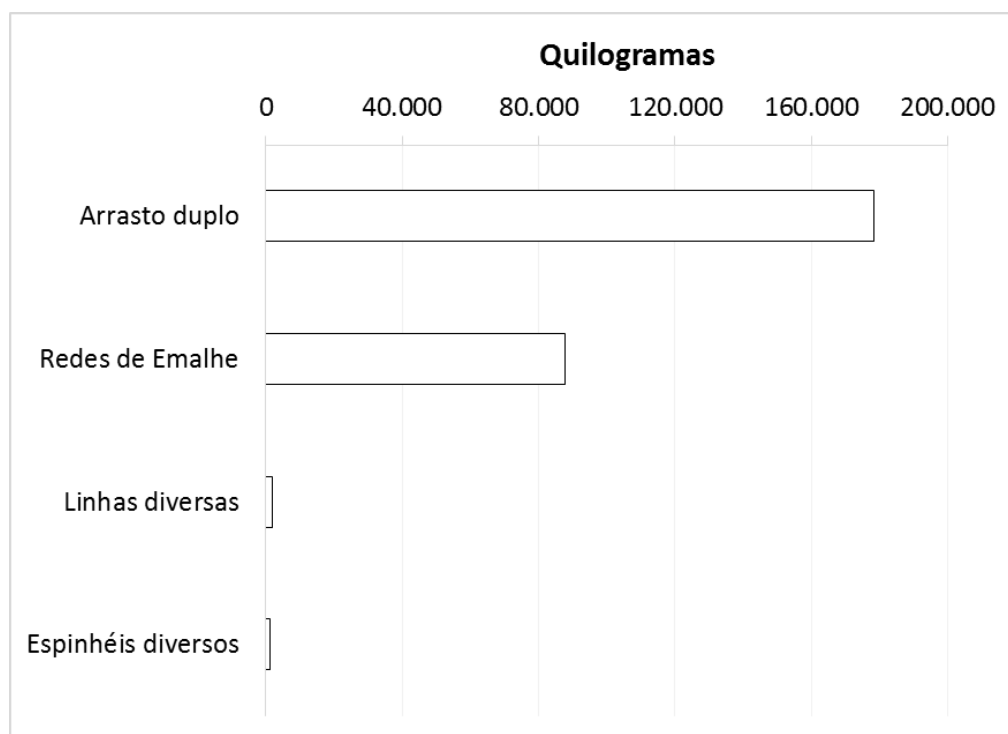 Quilogramas
0 40.000 80.000 120.000 160.000 200.000
Arrasto duplo
Redes de Emalhe
Linhas diversas
Espinhéis diversos